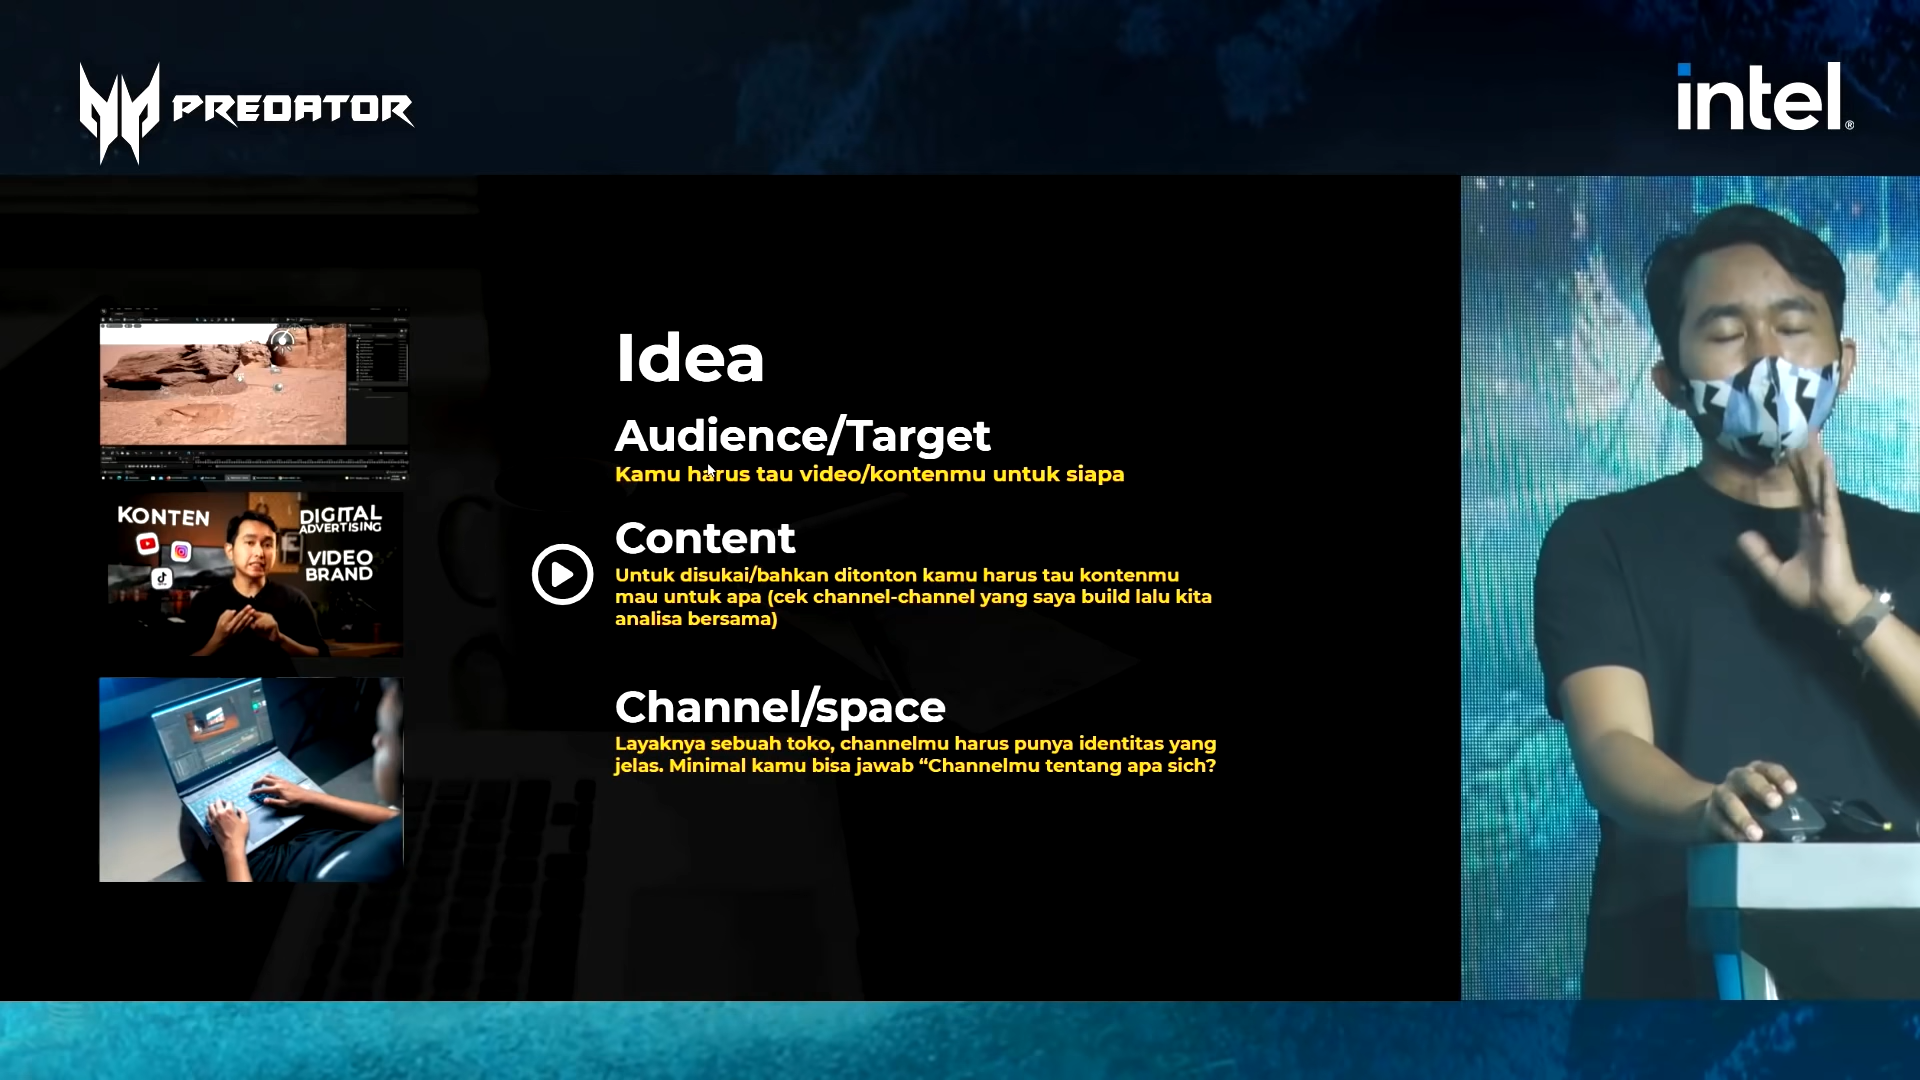 PREDATOR
intel
Idea
Audience/Target
Kamu harus tau video/kontenmu untuk siapa
Content
Untuk disukai/bahkan ditonton kamu harus tau kontenmu
mau untuk apa (cek channel-channel yang saya build lalu kita
analisa bersama)
Channel/space
Layaknya sebuah toko, channelmu harus punya identitas yang
jelas. Minimal kamu bisa jawab “Channelmu tentang apa sich?
KONTEN
DIGITAL
ADVERTISING
VIDEO
BRAND